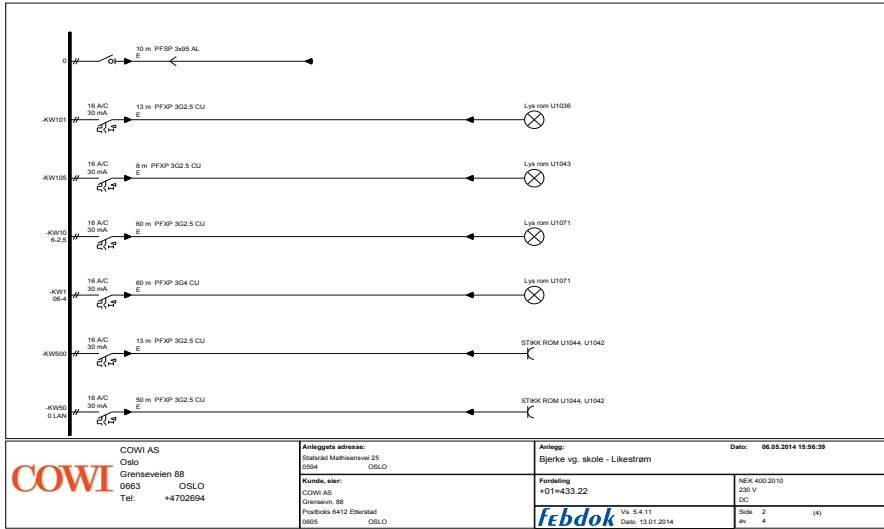 10 m PFSP 3x95 AL
0
E
16 A/C
13 m PFXP 3G2.5 CU
Lys rom U1036
30 mA
-KW101
E
16 A/C
8 m PFXP 3G2.5 CU
Lys rom U1043
30 mA
-KW105
E
16 A/C
60 m PFXP 3G2.5 CU
Lys rom U1071
30 mA
-KW10
6-2,5
E
16 A/C
60 m PFXP 3G4 CU
Lys rom U1071
30 mA
-KW1
06-4
E
16 A/C
13 m PFXP 3G2.5 CU
STIKK ROM U1044, U1042
30 mA
-KW500
E
16 A/C
50 m PFXP 3G2.5 CU
STIKK ROM U1044, U1042
30 mA
-KW50
0 LAN
E
COWI
COWI AS
Oslo
Grenseveien 88
0663 OSLO
Tel: +4702694
Anleggets adresse:
Statsråd Mathisensvei 25
0594 OSLO
Kunde, eier:
COWI AS
Grensevn. 88
Postboks 6412 Etterstad
0605 OSLO
Anlegg: Dato: 06.05.2014 15:56:39
Bjerke vg. skole - Likestrøm
Fordeling
+01=433.22
NEK 400:2010
230 V
DC
febdok
Vs. 5.4.11
Dato. 13.01.2014
Side 2 (4)
av 4